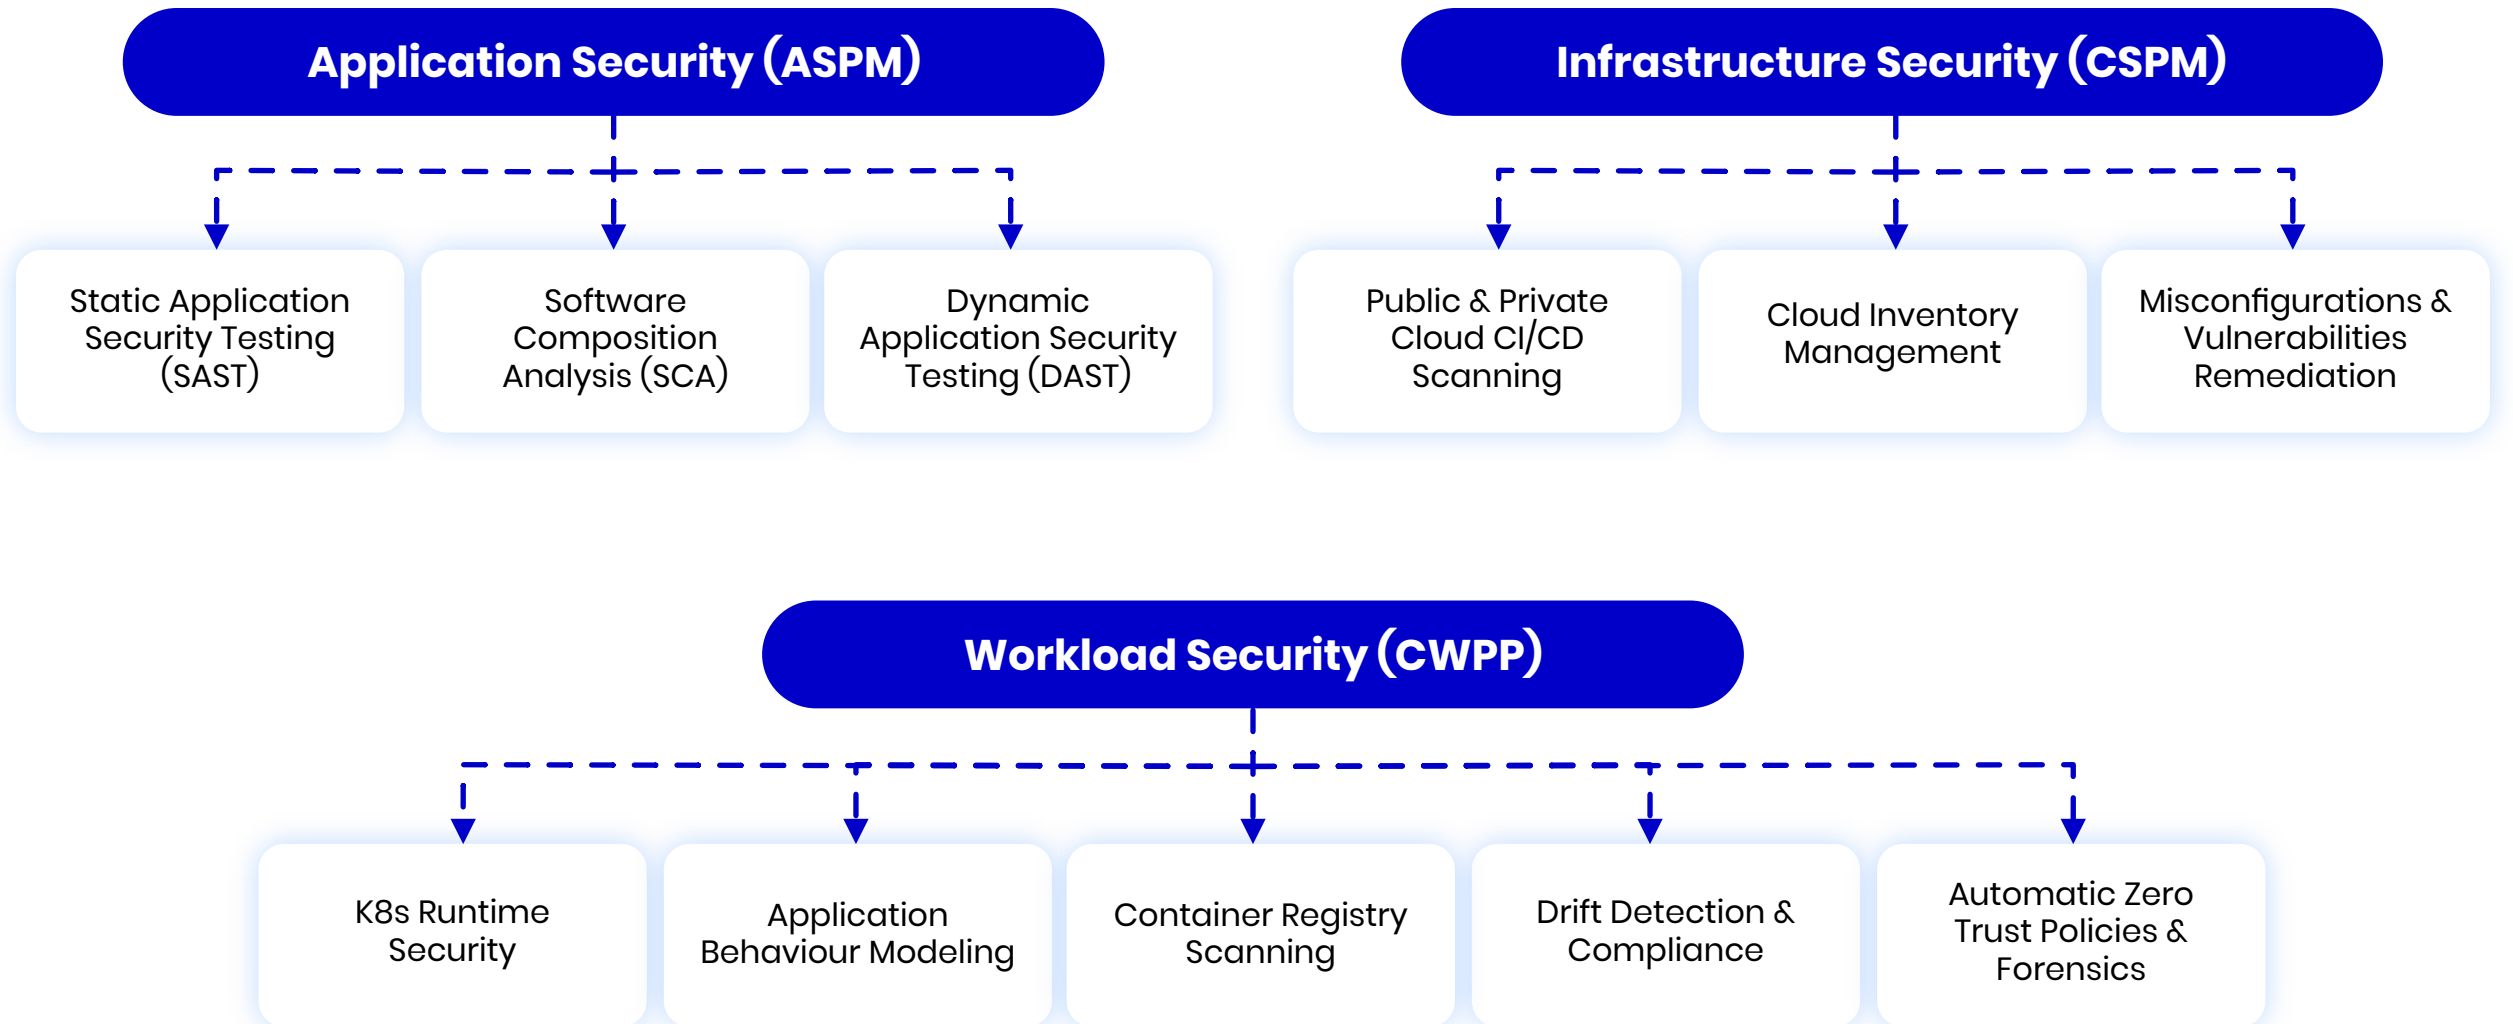 Application Security (ASPM)
Static Application
Security Testing
(SAST)
Software
Composition
Analysis (SCA)
Dynamic
Application Security
Testing (DAST)
Infrastructure Security (CSPM)
Public & Private
Cloud CI/CD
Scanning
Cloud Inventory
Management
Misconfigurations &
Vulnerabilities
Remediation
Workload Security (CWPP)
K8s Runtime
Security
Application
Behaviour Modeling
Container Registry
Scanning
Drift Detection &
Compliance
Automatic Zero
Trust Policies &
Forensics